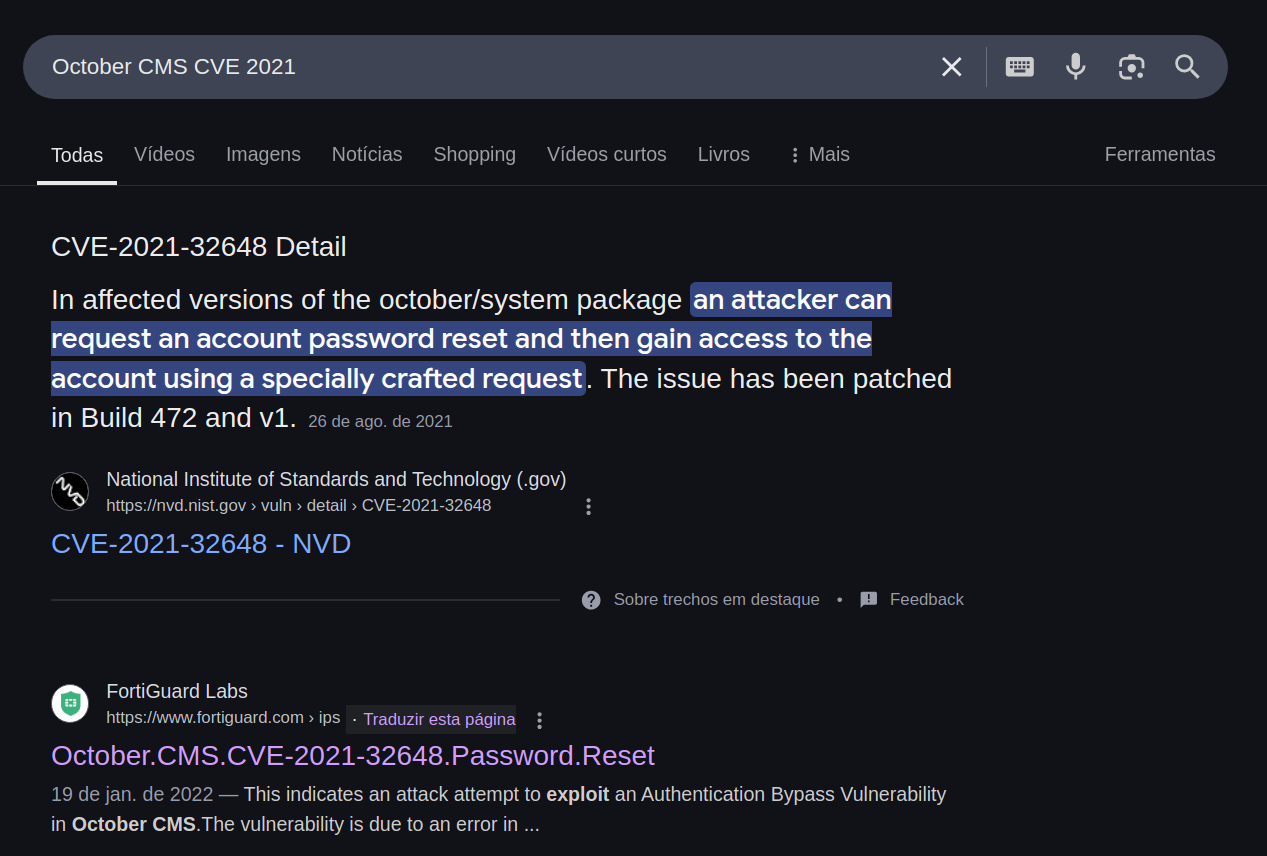 October CMS CVE 2021
Todas Vídeos Imagens Notícias Shopping Vídeos curtos Livros Mais Ferramentas
CVE-2021-32648 Detail
In affected versions of the october/system package an attacker can
request an account password reset and then gain access to the
account using a specially crafted request. The issue has been patched
in Build 472 and v1. 26 de ago. de 2021
NVD
National Institute of Standards and Technology (.gov)
https://nvd.nist.gov › vuln › detail › CVE-2021-32648
CVE-2021-32648 - NVD
Sobre trechos em destaque • Feedback
FortiGuard Labs
https://www.fortiguard.com › ips · Traduzir esta página
October.CMS.CVE-2021-32648.Password.Reset
19 de jan. de 2022 — This indicates an attack attempt to exploit an Authentication Bypass Vulnerability
in October CMS.The vulnerability is due to an error in ...